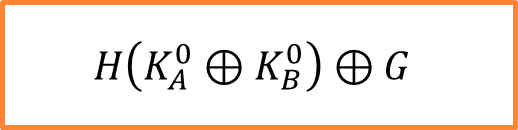 H(K_A^0 ⊕ K_B^0) ⊕ G